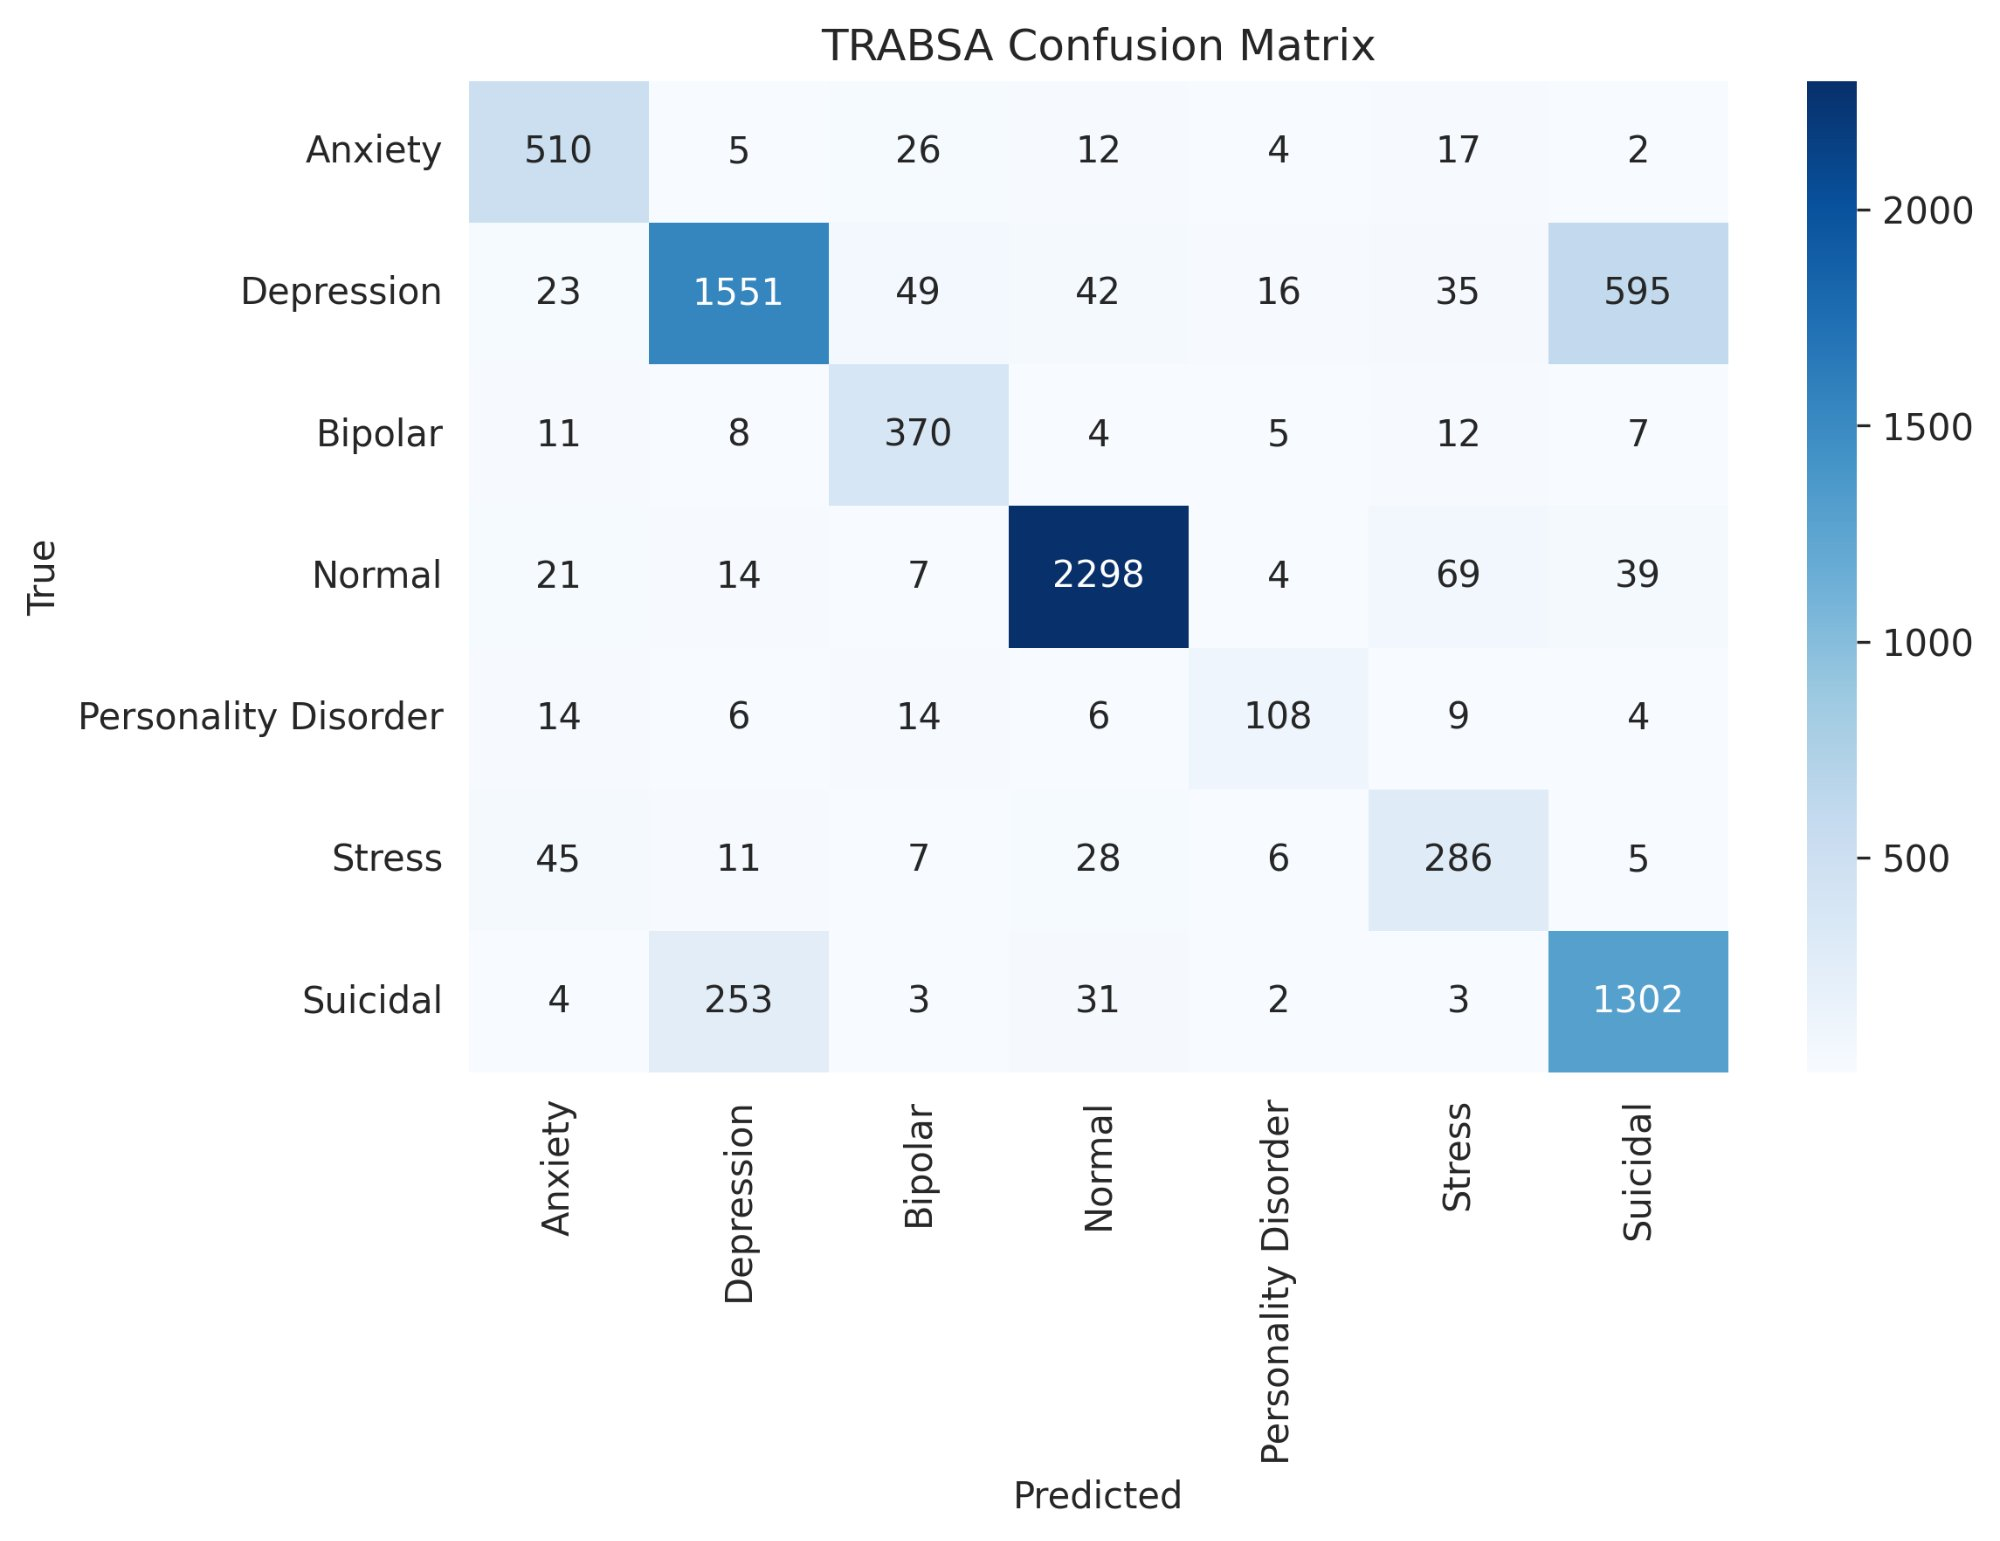 TRABSA Confusion Matrix
Anxiety 510 5 26 12 4 17 2
Depression 23 1551 49 42 16 35 595
Bipolar 11 8 370 4 5 12 7
Normal 21 14 7 2298 4 69 39
Personality Disorder 14 6 14 6 108 9 4
Stress 45 11 7 28 6 286 5
Suicidal 4 253 3 31 2 3 1302
True
Anxiety
Depression
Bipolar
Normal
Personality Disorder
Stress
Suicidal
Predicted
2000
1500
1000
500